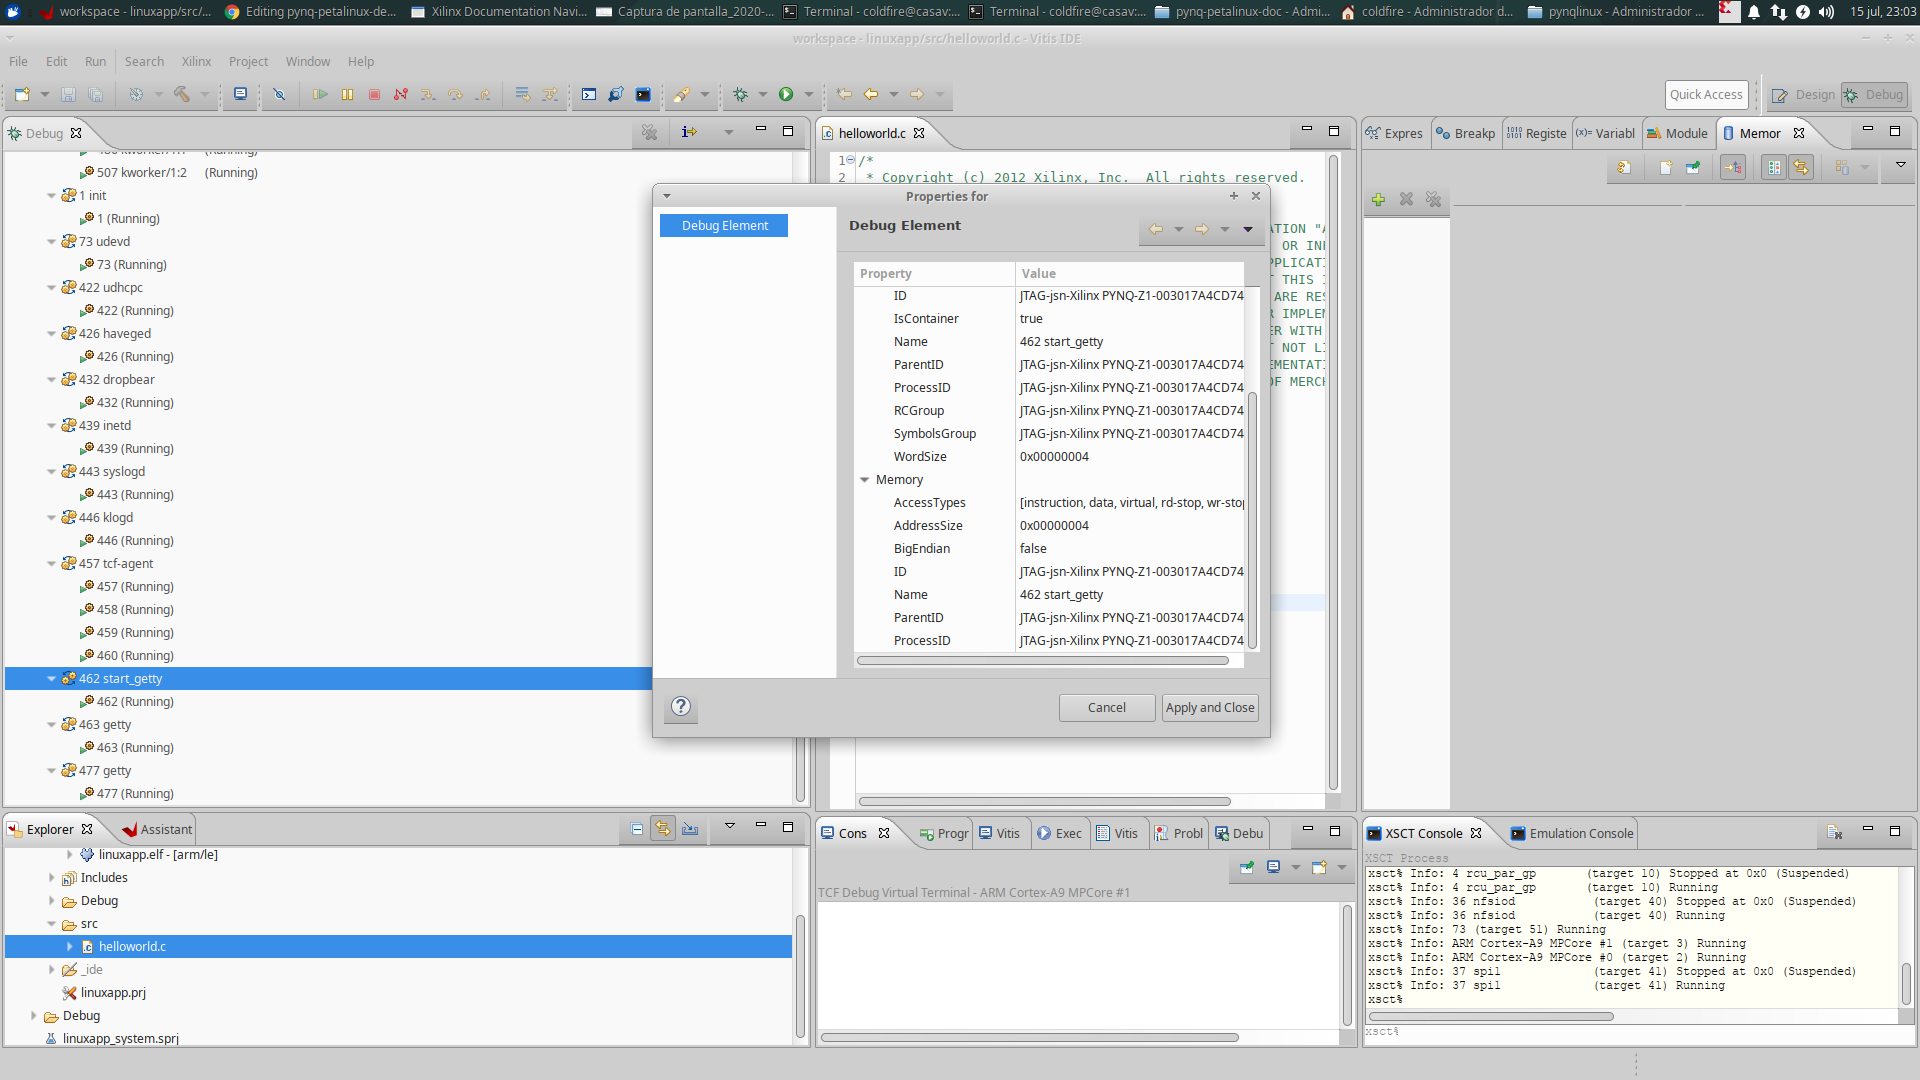 workspace - linuxapp/src/...
Editing pynq-petalinux-de...
Xilinx Documentation Navi...
Captura de pantalla_2020-...
Terminal - coldfire@casav:...
Terminal - coldfire@casav:...
pynq-petalinux-doc - Admi...
coldfire - Administrador d...
pynqlinux - Administrador ...
15 jul, 23:03
workspace - linuxapp/src/helloworld.c - Vitis IDE
File Edit Run Search Xilinx Project Window Help
Quick Access
Design
Debug
Debug
507 kworker/1:2 (Running)
1 init
1 (Running)
73 udevd
73 (Running)
422 udhcpc
422 (Running)
426 haveged
426 (Running)
432 dropbear
432 (Running)
439 inetd
439 (Running)
443 syslogd
443 (Running)
446 klogd
446 (Running)
457 tcf-agent
457 (Running)
458 (Running)
459 (Running)
460 (Running)
462 start_getty
462 (Running)
463 getty
463 (Running)
477 getty
477 (Running)
helloworld.c
1 /*
2 * Copyright (c) 2012 Xilinx, Inc.  All rights reserved.
ATION "A
OR INF
APPLICATI
T THIS I
ARE RES
R IMPLEM
ER WITH
T NOT LI
EMENTATI
OF MERCH
Properties for
Debug Element
Debug Element
Property Value
ID JTAG-jsn-Xilinx PYNQ-Z1-003017A4CD74
IsContainer true
Name 462 start_getty
ParentID JTAG-jsn-Xilinx PYNQ-Z1-003017A4CD74
ProcessID JTAG-jsn-Xilinx PYNQ-Z1-003017A4CD74
RCGroup JTAG-jsn-Xilinx PYNQ-Z1-003017A4CD74
SymbolsGroup JTAG-jsn-Xilinx PYNQ-Z1-003017A4CD74
WordSize 0x00000004
Memory
AccessTypes [instruction, data, virtual, rd-stop, wr-stop
AddressSize 0x00000004
BigEndian false
ID JTAG-jsn-Xilinx PYNQ-Z1-003017A4CD74
Name 462 start_getty
ParentID JTAG-jsn-Xilinx PYNQ-Z1-003017A4CD74
ProcessID JTAG-jsn-Xilinx PYNQ-Z1-003017A4CD74
Cancel
Apply and Close
Expres
Breakp
Registe
Variabl
Module
Memor
Explorer
Assistant
linuxapp.elf - [arm/le]
Includes
Debug
src
helloworld.c
_ide
linuxapp.prj
Debug
linuxapp_system.sprj
Cons
Progr
Vitis
Exec
Vitis
Probl
Debu
TCF Debug Virtual Terminal - ARM Cortex-A9 MPCore #1
XSCT Console
Emulation Console
XSCT Process
xsct% Info: 4 rcu_par_gp (target 10) Stopped at 0x0 (Suspended)
xsct% Info: 4 rcu_par_gp (target 10) Running
xsct% Info: 36 nfsiod (target 40) Stopped at 0x0 (Suspended)
xsct% Info: 36 nfsiod (target 40) Running
xsct% Info: 73 (target 51) Running
xsct% Info: ARM Cortex-A9 MPCore #1 (target 3) Running
xsct% Info: ARM Cortex-A9 MPCore #0 (target 2) Running
xsct% Info: 37 spi1 (target 41) Stopped at 0x0 (Suspended)
xsct% Info: 37 spi1 (target 41) Running
xsct%
xsct%